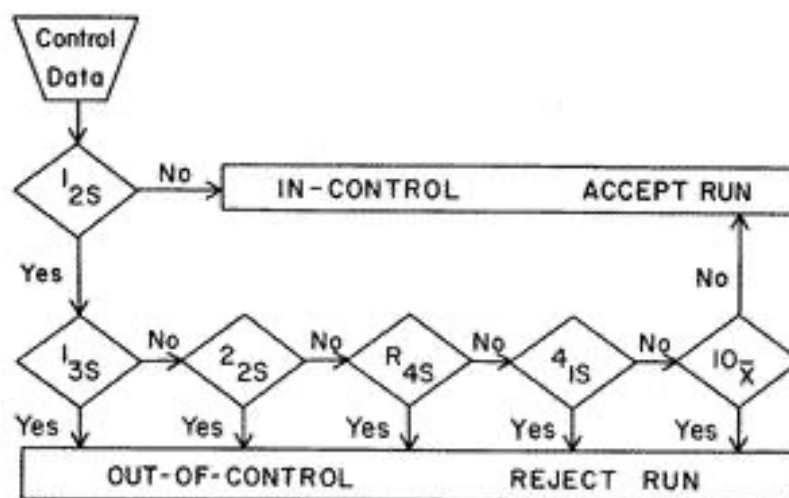 Control
Data
1 2S
No
IN-CONTROL ACCEPT RUN
Yes
No
1 3S
No
2 2S
No
R 4S
No
4 1S
No
10 x̄
Yes
Yes
Yes
Yes
Yes
OUT-OF-CONTROL REJECT RUN